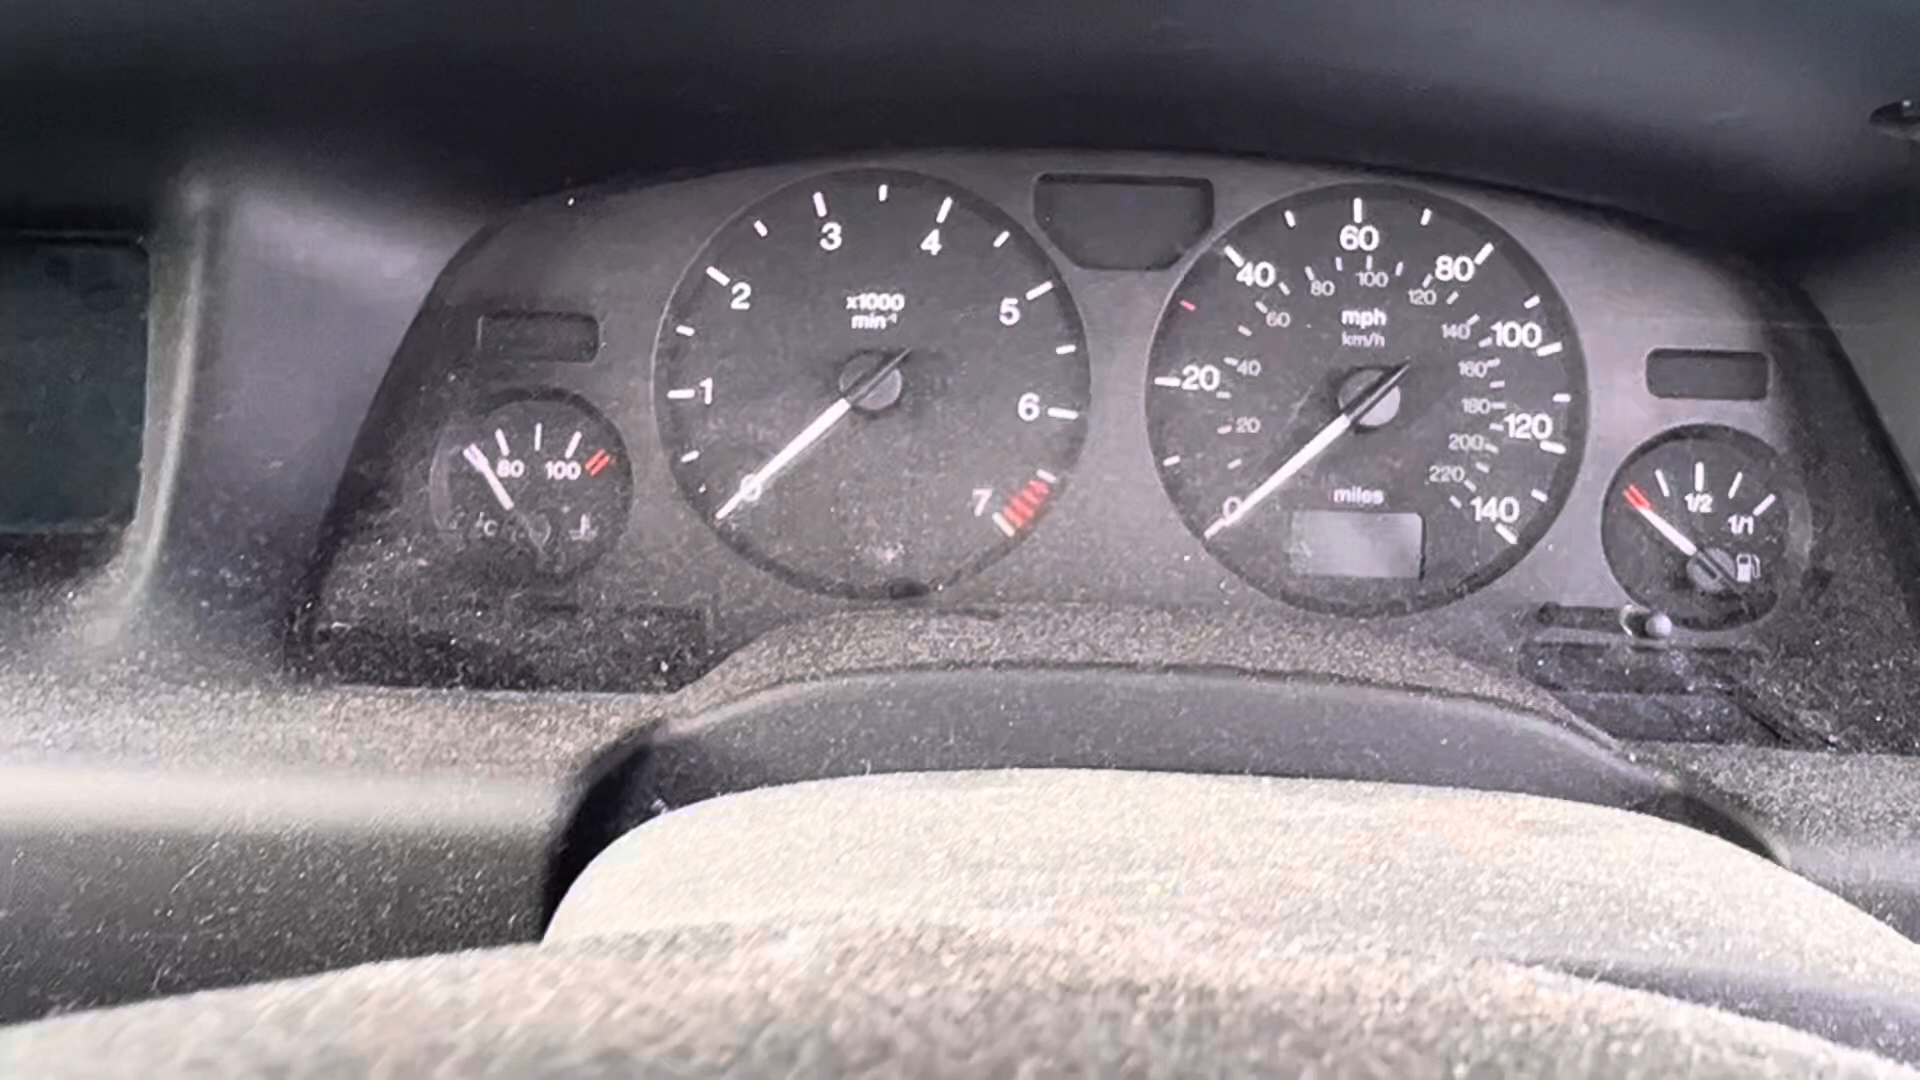 80 100
°C
0 1 2 3 4 5 6 7
x1000
min⁻¹
0 20 40 60 80 100 120 140
20 40 60 80 100 120 140 160 180 200 220
mph
km/h
miles
1/2
1/1